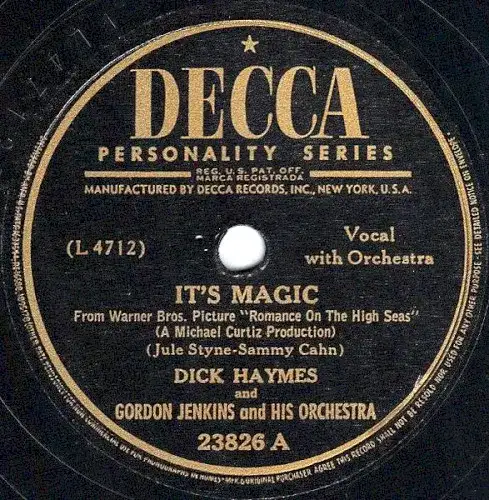 DECCA
PERSONALITY SERIES
REG. U.S. PAT. OFF.
MARCA REGISTRADA
MANUFACTURED BY DECCA RECORDS, INC., NEW YORK, U.S.A.
(L 4712)
Vocal
with Orchestra
IT'S MAGIC
From Warner Bros. Picture "Romance On The High Seas"
(A Michael Curtiz Production)
(Jule Styne-Sammy Cahn)
DICK HAYMES
and
GORDON JENKINS and HIS ORCHESTRA
23826 A